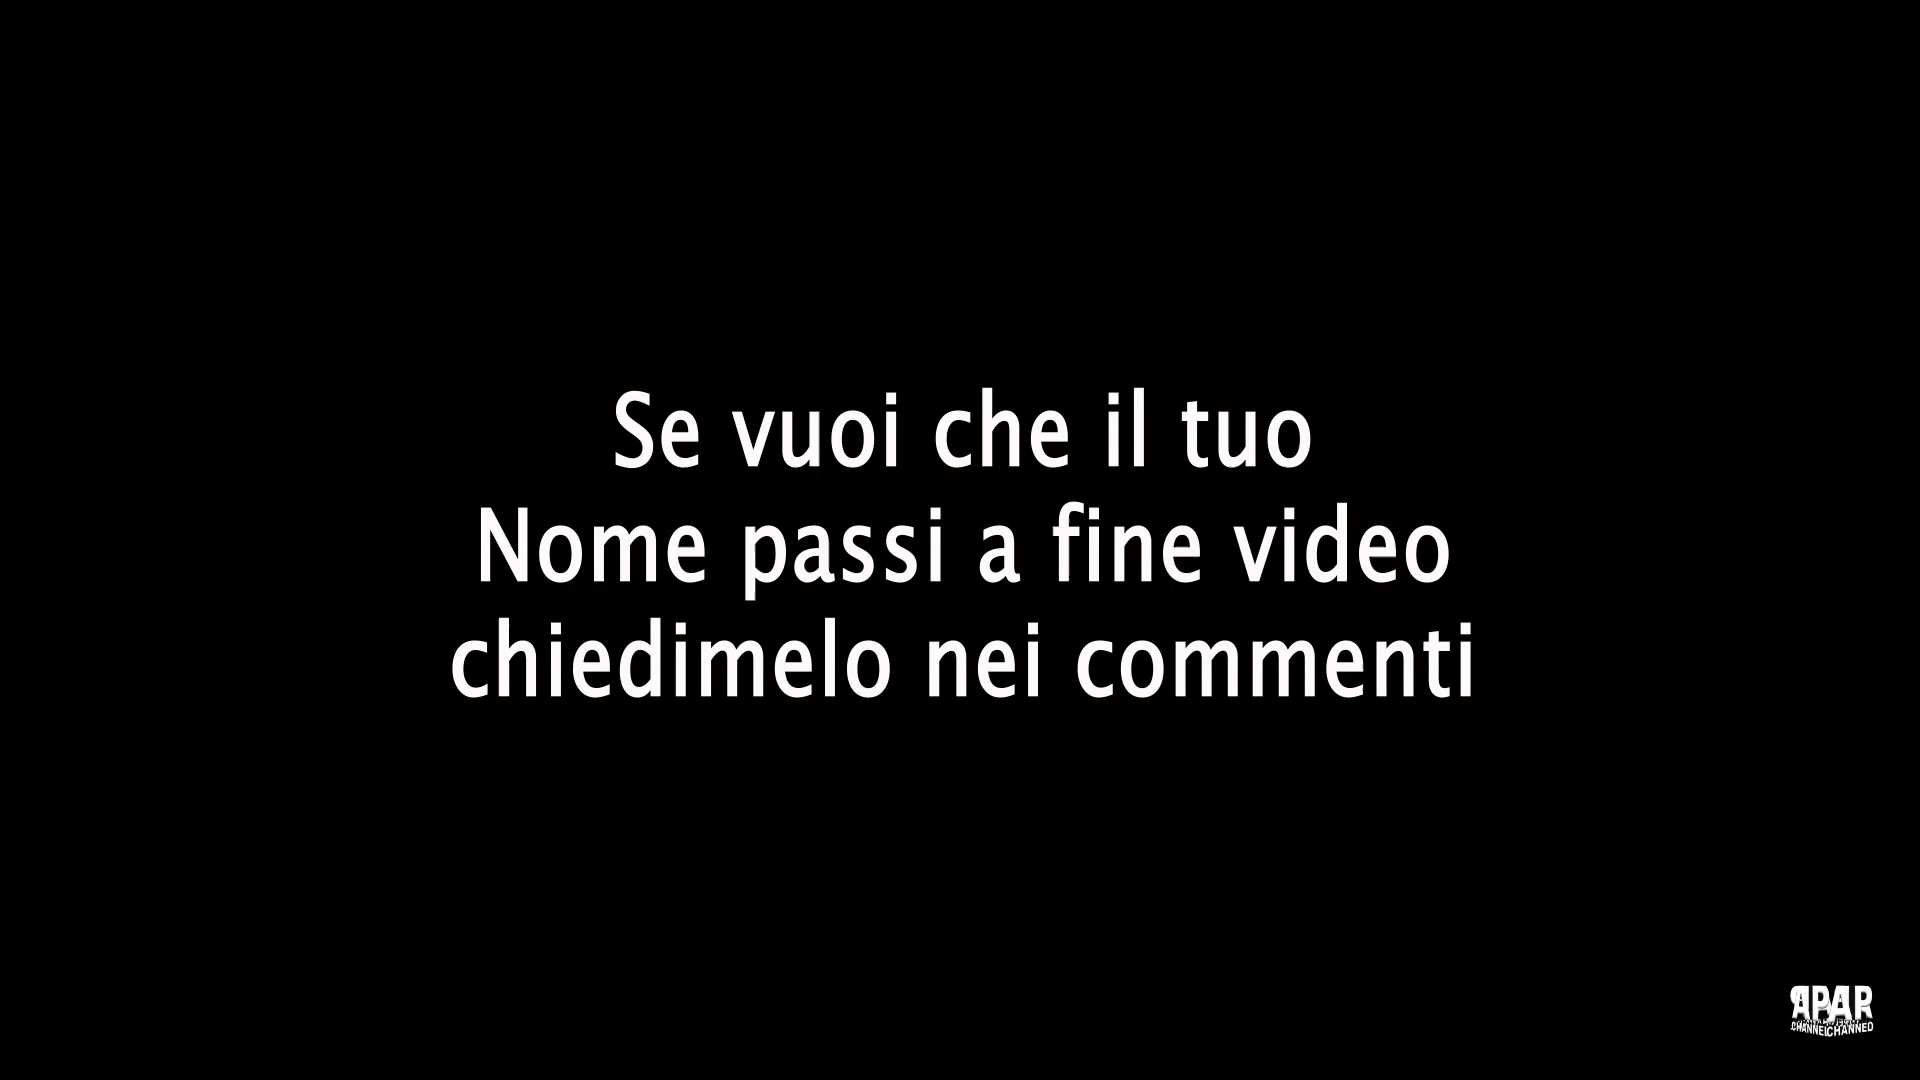 Se vuoi che il tuo
Nome passi a fine video
chiedimelo nei commenti